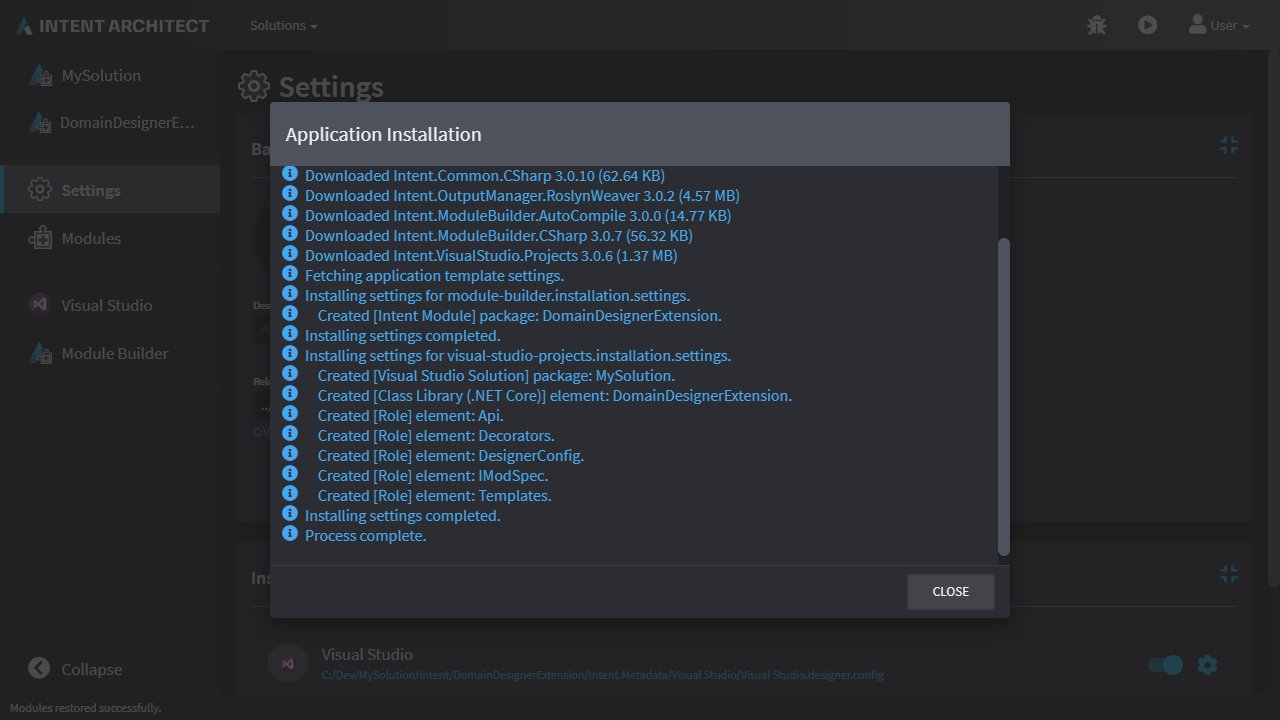 INTENT ARCHITECT
Solutions
User
MySolution
DomainDesignerE...
Settings
Modules
Visual Studio
Module Builder
Collapse
Modules restored successfully.
Settings
Ba
Des
Rela
C:\
Application Installation
Downloaded Intent.Common.CSharp 3.0.10 (62.64 KB)
Downloaded Intent.OutputManager.RoslynWeaver 3.0.2 (4.57 MB)
Downloaded Intent.ModuleBuilder.AutoCompile 3.0.0 (14.77 KB)
Downloaded Intent.ModuleBuilder.CSharp 3.0.7 (56.32 KB)
Downloaded Intent.VisualStudio.Projects 3.0.6 (1.37 MB)
Fetching application template settings.
Installing settings for module-builder.installation.settings.
Created [Intent Module] package: DomainDesignerExtension.
Installing settings completed.
Installing settings for visual-studio-projects.installation.settings.
Created [Visual Studio Solution] package: MySolution.
Created [Class Library (.NET Core)] element: DomainDesignerExtension.
Created [Role] element: Api.
Created [Role] element: Decorators.
Created [Role] element: DesignerConfig.
Created [Role] element: IModSpec.
Created [Role] element: Templates.
Installing settings completed.
Process complete.
CLOSE
Ins
Visual Studio
C:/Dev/MySolution/intent/DomainDesignerExtension/Intent.Metadata/Visual Studio/Visual Studio.designer.config